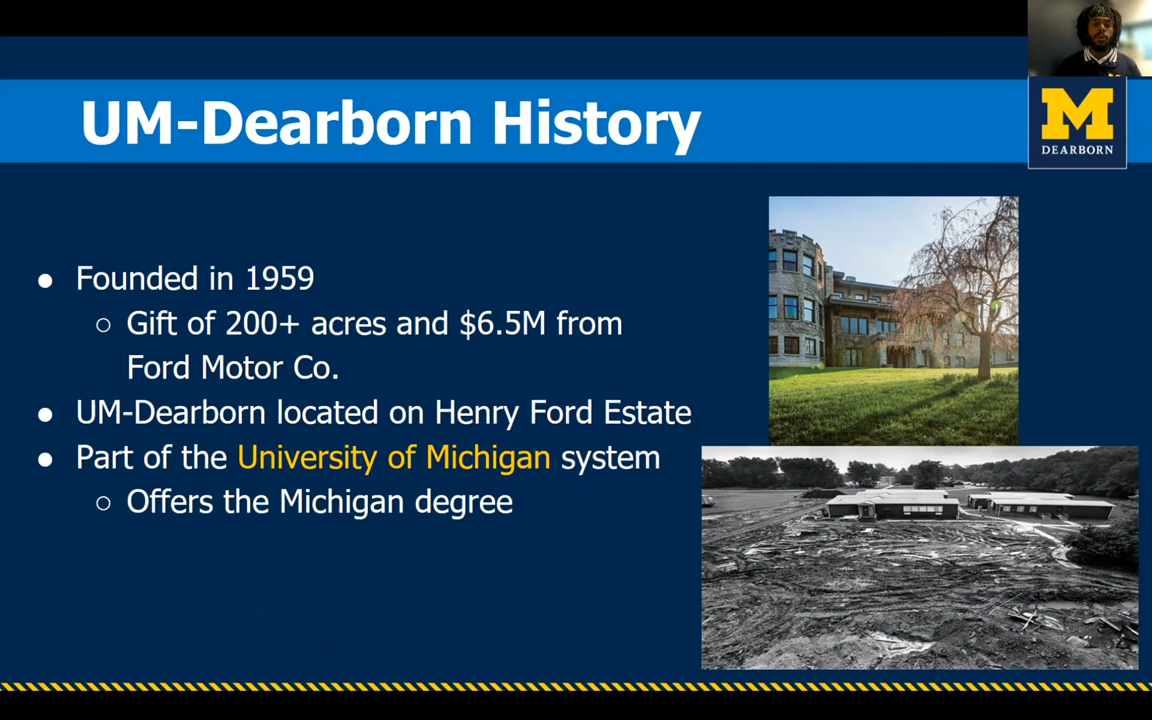 UM-Dearborn History
M
DEARBORN
● Founded in 1959
○ Gift of 200+ acres and $6.5M from
Ford Motor Co.
● UM-Dearborn located on Henry Ford Estate
● Part of the University of Michigan system
○ Offers the Michigan degree